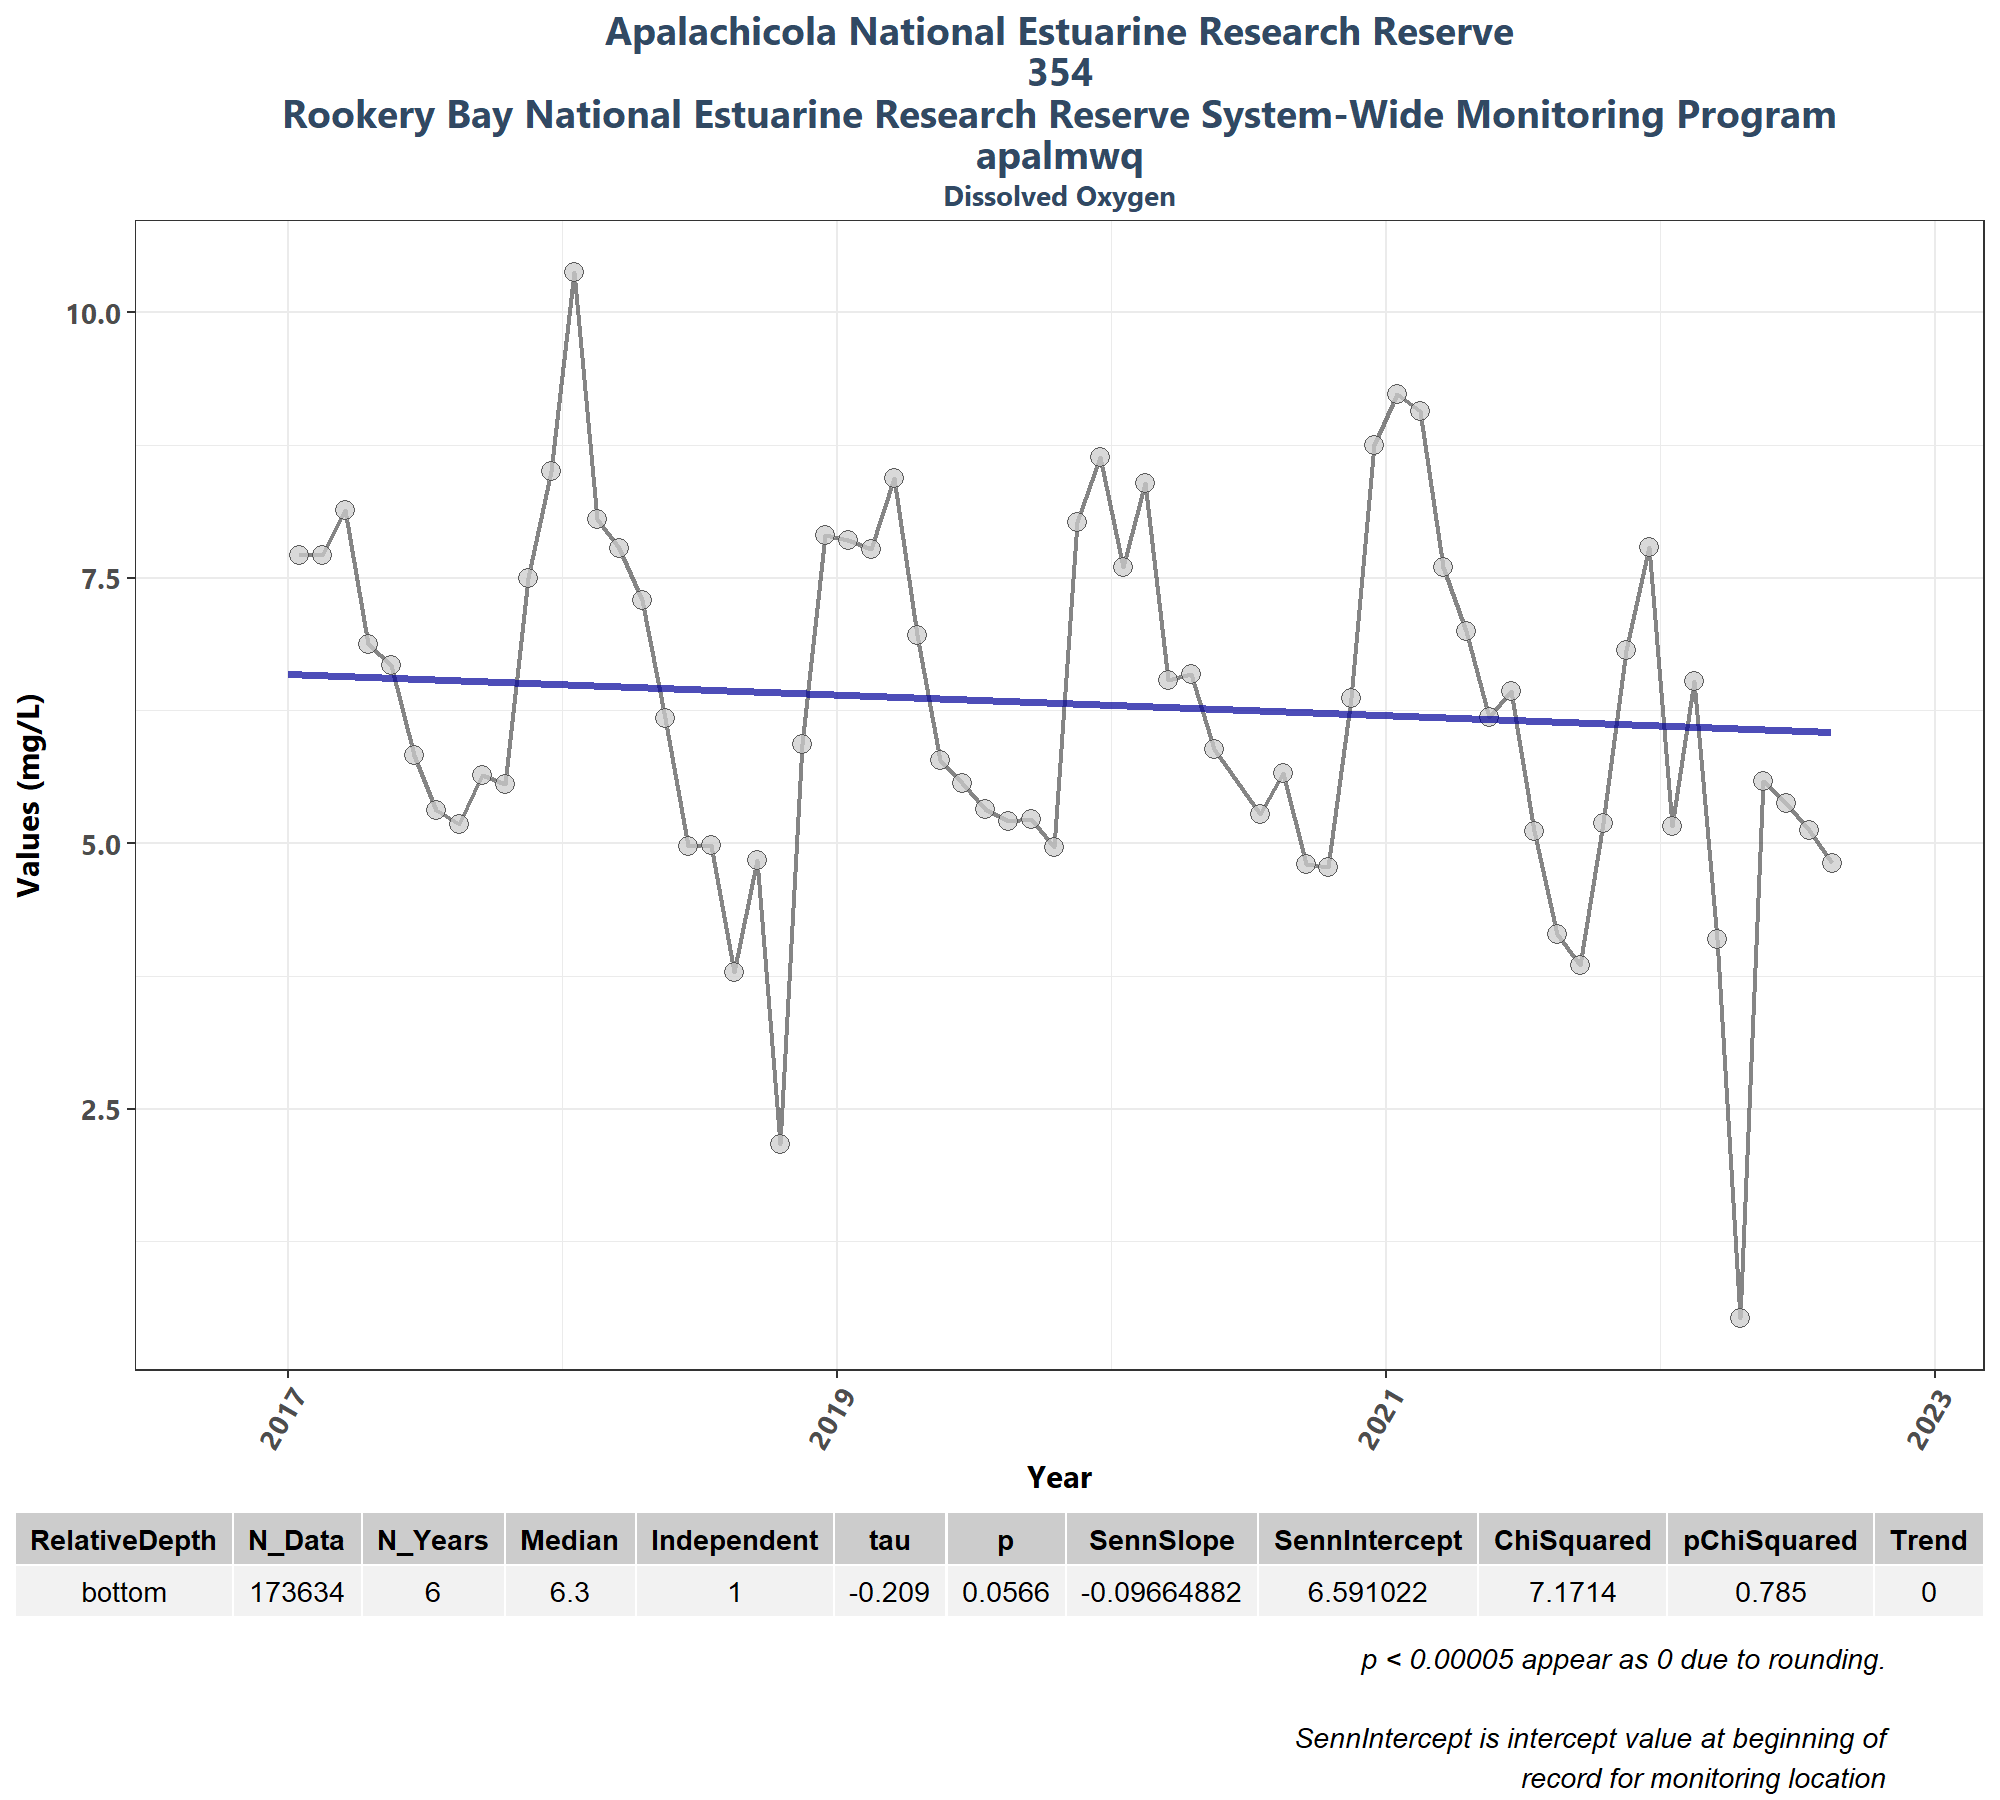 Apalachicola National Estuarine Research Reserve
354
Rookery Bay National Estuarine Research Reserve System-Wide Monitoring Program
apalmwq
Dissolved Oxygen
10.0
7.5
5.0
2.5
Values (mg/L)
2017
2019
2021
2023
Year
RelativeDepth N_Data N_Years Median Independent tau p SennSlope SennIntercept ChiSquared pChiSquared Trend
bottom 173634 6 6.3 1 -0.209 0.0566 -0.09664882 6.591022 7.1714 0.785 0
p < 0.00005 appear as 0 due to rounding.
SennIntercept is intercept value at beginning of
record for monitoring location